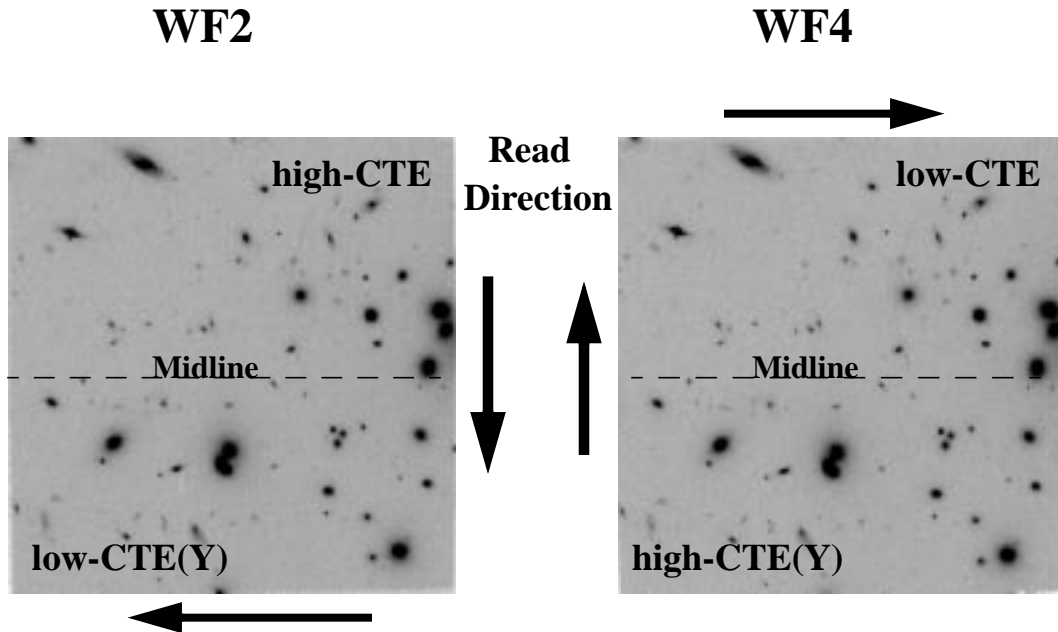 WF2
WF4
Read
Direction
high-CTE
low-CTE
Midline
Midline
low-CTE(Y)
high-CTE(Y)